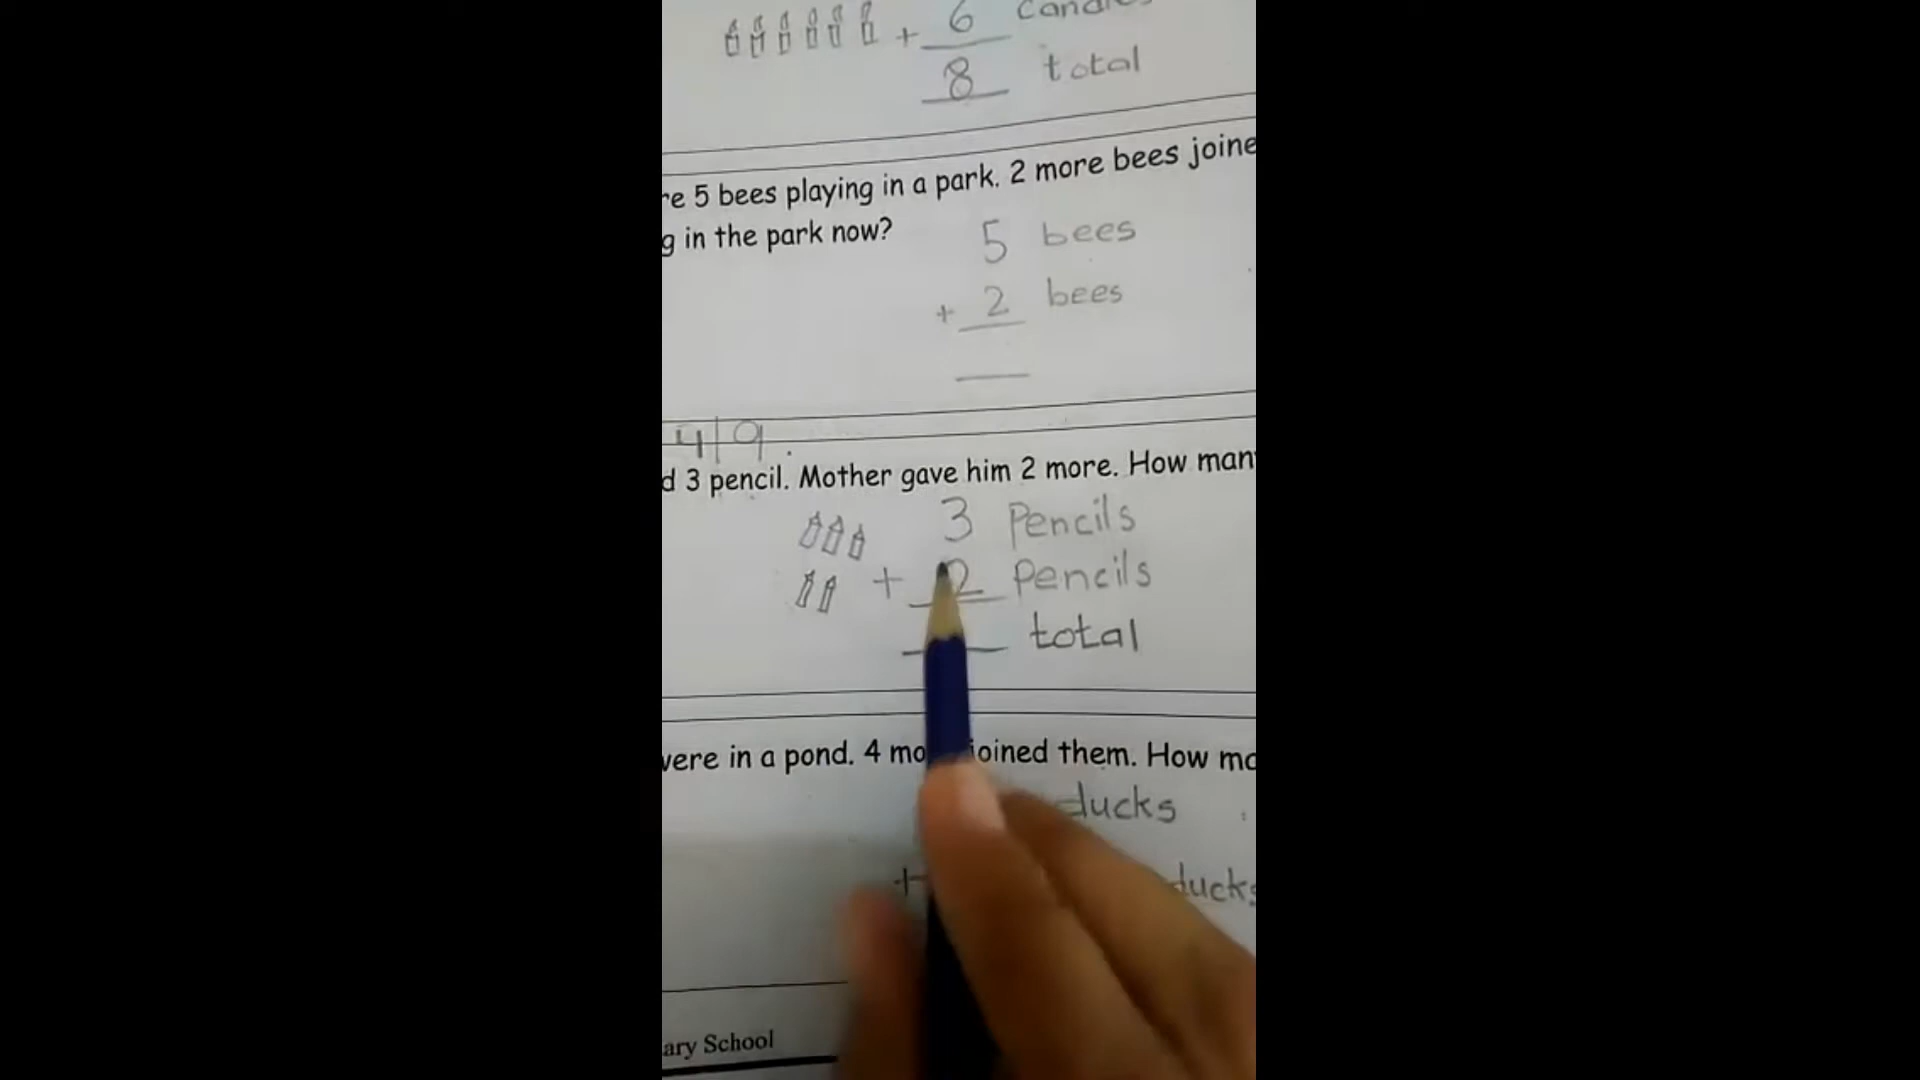 + 6
8 total
5 bees playing in a park. 2 more bees joine
in the park now?
5 bees
+ 2 bees
4|9
d 3 pencil. Mother gave him 2 more. How man
3 Pencils
+ 2 pencils
total
were in a pond. 4 mo joined them. How mo
ducks
+ ducks
ary School